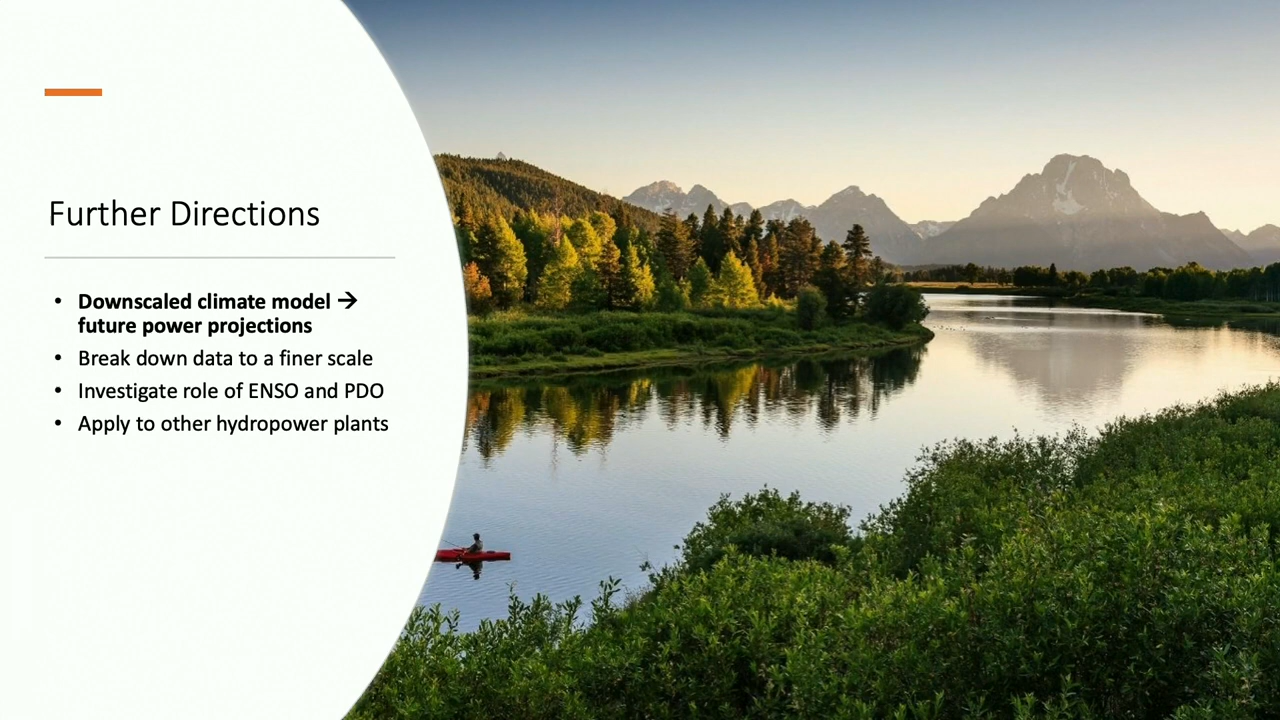 Further Directions
• Downscaled climate model →
future power projections
• Break down data to a finer scale
• Investigate role of ENSO and PDO
• Apply to other hydropower plants